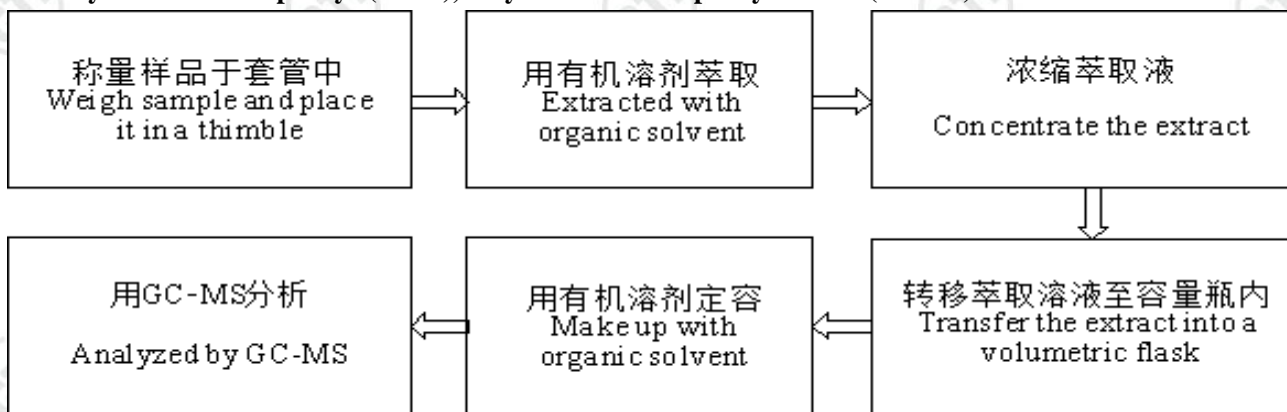 称量样品于套管中
Weigh sample and place
it in a thimble
用有机溶剂萃取
Extracted with
organic solvent
浓缩萃取液
Concentrate the extract
转移萃取溶液至容量瓶内
Transfer the extract into a
volumetric flask
用有机溶剂定容
Make up with
organic solvent
用GC-MS分析
Analyzed by GC-MS